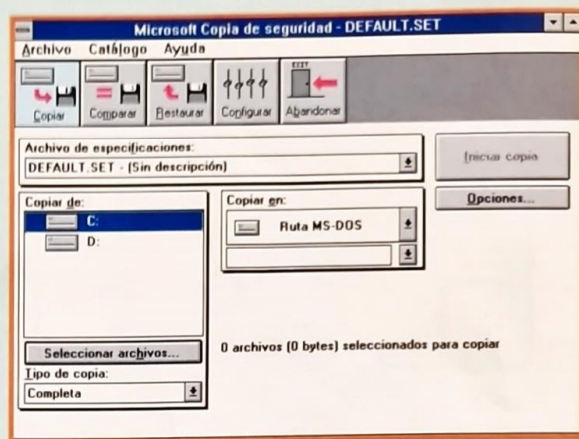 Microsoft Copia de seguridad - DEFAULT.SET
Archivo Catálogo Ayuda
EXIT
Copiar Comparar Restaurar Configurar Abandonar
Archivo de especificaciones:
DEFAULT.SET - (Sin descripción)
Iniciar copia
Opciones...
Copiar de:
C:
D:
Copiar en:
Ruta MS-DOS
Seleccionar archivos...
0 archivos (0 bytes) seleccionados para copiar
Tipo de copia:
Completa